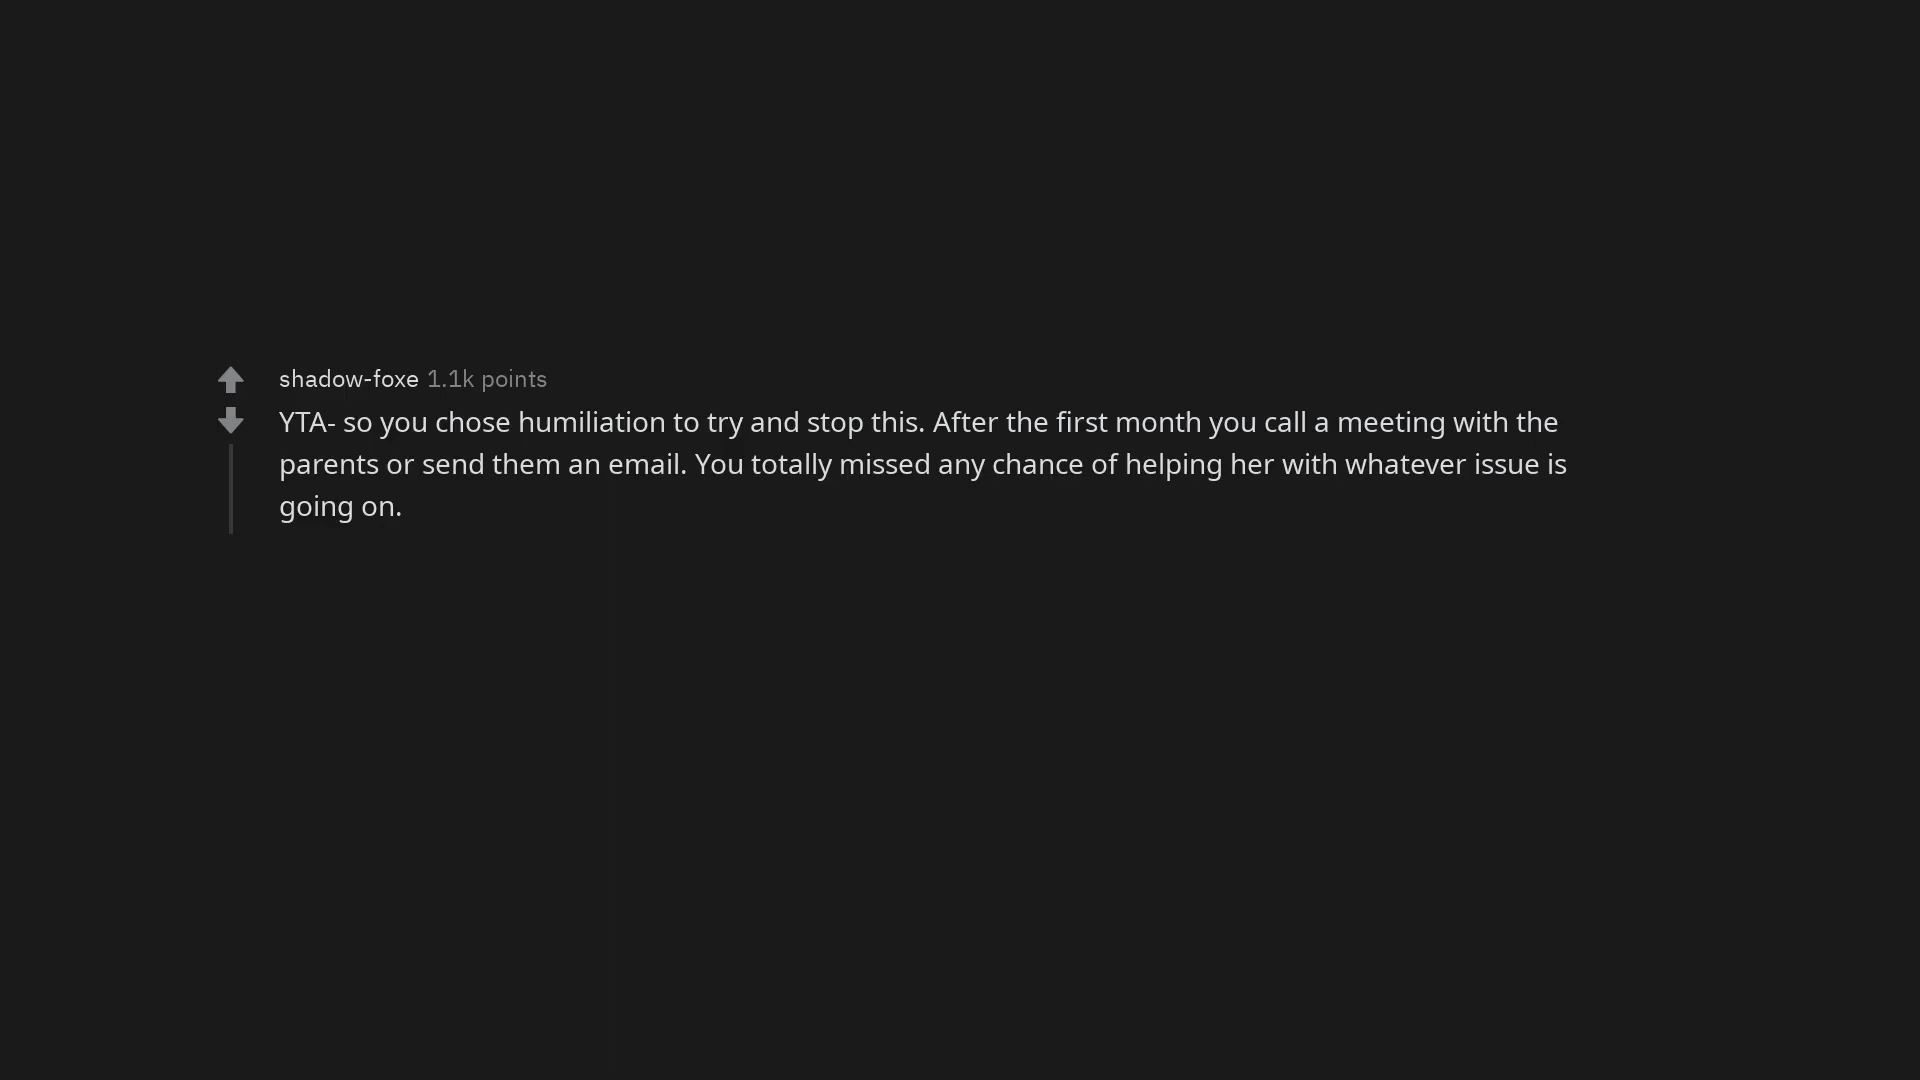 shadow-foxe 1.1k points
YTA- so you chose humiliation to try and stop this. After the first month you call a meeting with the
parents or send them an email. You totally missed any chance of helping her with whatever issue is
going on.